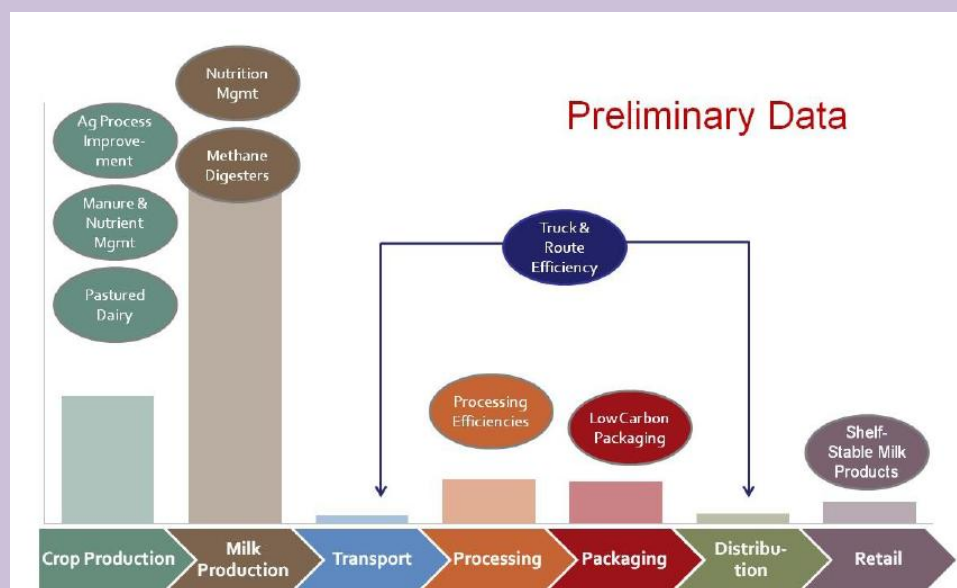 Preliminary Data
Nutrition
Mgmt
Ag Process
Improve-
ment
Methane
Digesters
Manure &
Nutrient
Mgmt
Pastured
Dairy
Truck &
Route
Efficiency
Processing
Efficiencies
Low Carbon
Packaging
Shelf-
Stable Milk
Products
Crop Production
Milk
Production
Transport
Processing
Packaging
Distribu-
tion
Retail